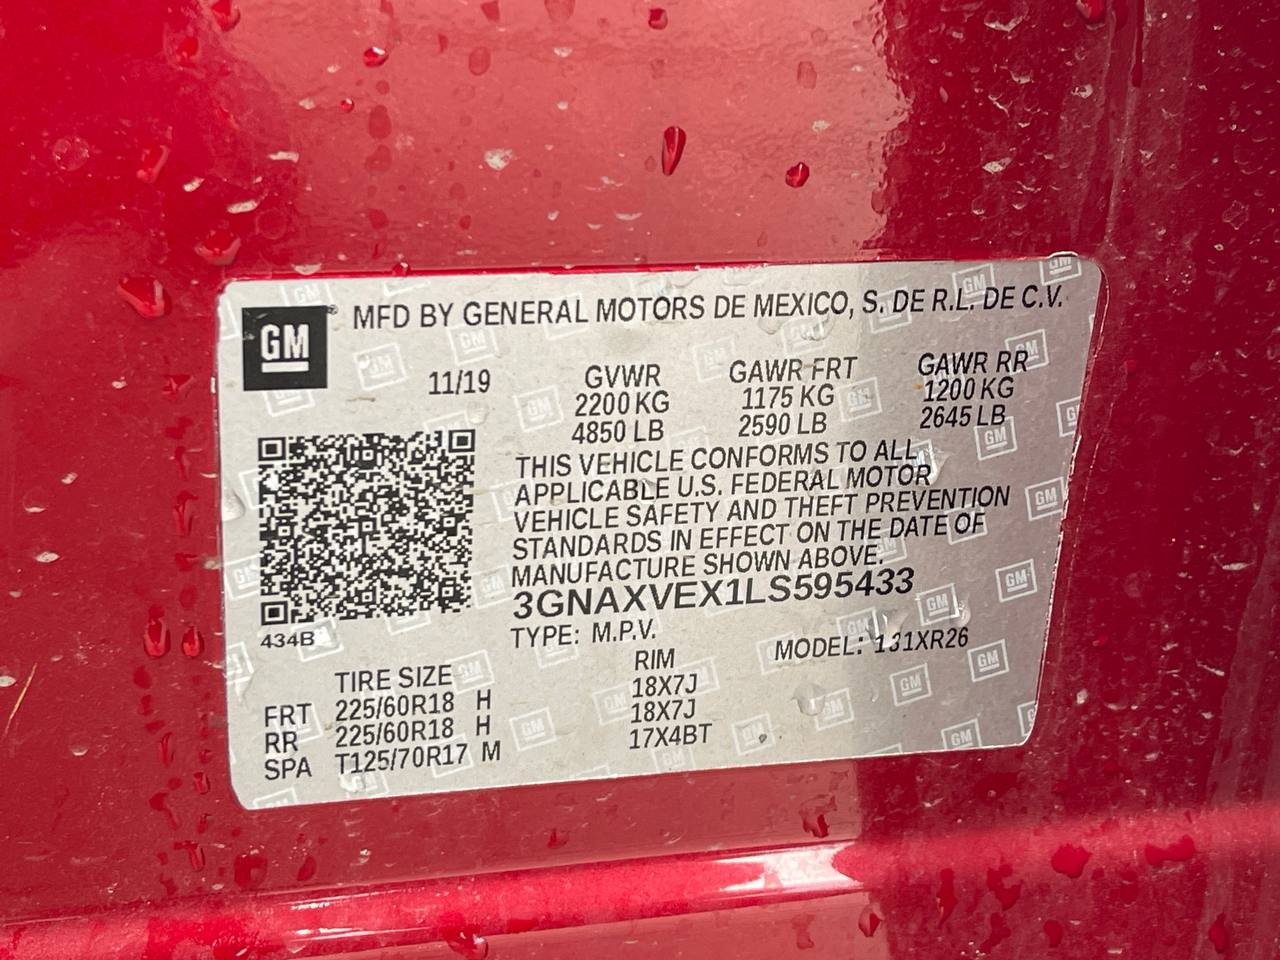 GM MFD BY GENERAL MOTORS DE MEXICO, S. DE R.L. DE C.V.
11/19
GVWR GAWR FRT GAWR RR
2200 KG 1175 KG 1200 KG
4850 LB 2590 LB 2645 LB
THIS VEHICLE CONFORMS TO ALL
APPLICABLE U.S. FEDERAL MOTOR
VEHICLE SAFETY AND THEFT PREVENTION
STANDARDS IN EFFECT ON THE DATE OF
MANUFACTURE SHOWN ABOVE.
3GNAXVEX1LS595433
434B
TYPE: M.P.V. MODEL: 131XR26
TIRE SIZE RIM
FRT 225/60R18 H 18X7J
RR 225/60R18 H 18X7J
SPA T125/70R17 M 17X4BT